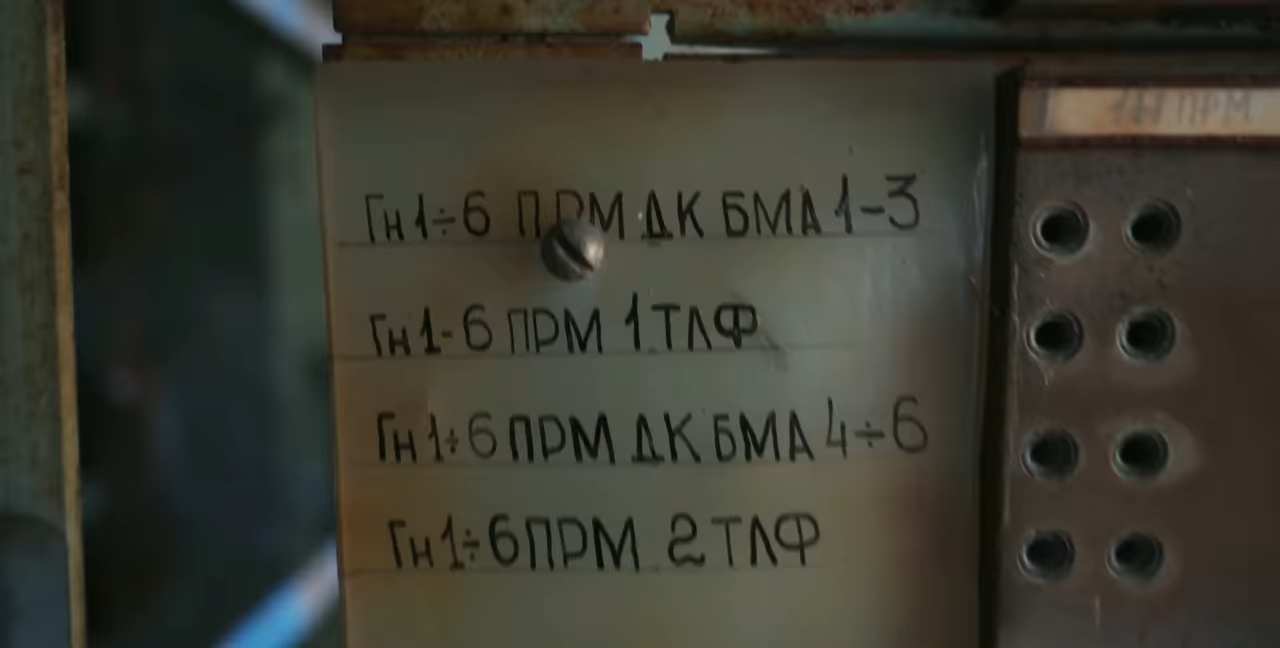 Гн 1÷6 ПРМ ДК БМА 1-3
Гн 1-6 ПРМ 1 ТЛФ
Гн 1÷6 ПРМ ДК БМА 4÷6
Гн 1÷6 ПРМ 2 ТЛФ
ПРМ